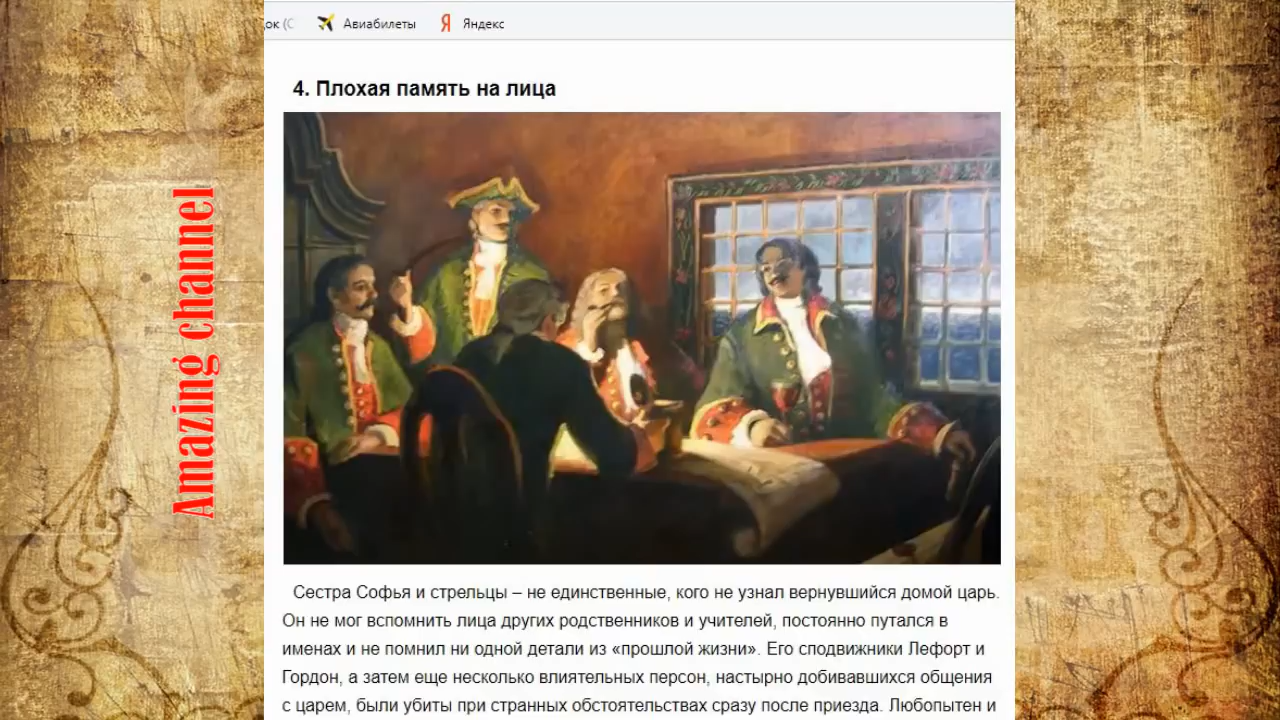 Авиабилеты Яндекс
4. Плохая память на лица
Amazing channel
Сестра Софья и стрельцы – не единственные, кого не узнал вернувшийся домой царь.
Он не мог вспомнить лица других родственников и учителей, постоянно путался в
именах и не помнил ни одной детали из «прошлой жизни». Его сподвижники Лефорт и
Гордон, а затем еще несколько влиятельных персон, настырно добивавшихся общения
с царем, были убиты при странных обстоятельствах сразу после приезда. Любопытен и